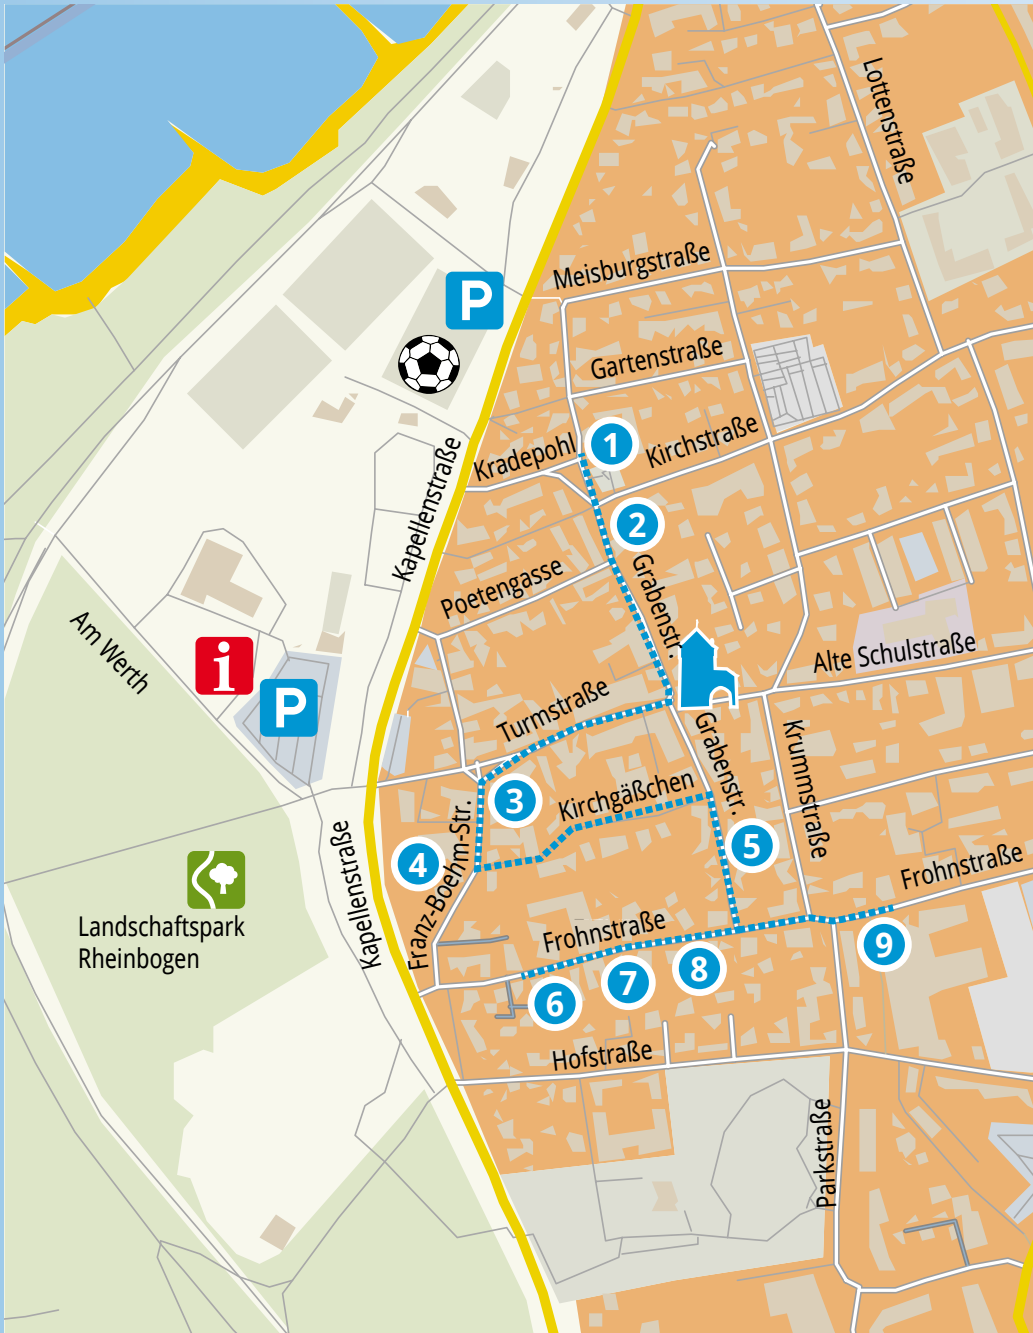 Lottenstraße
Meisburgstraße
P
Gartenstraße
1
Kirchstraße
Kradepohl
Kapellenstraße
2
Grabenstr.
Poetengasse
Am Werth
i
P
Alte Schulstraße
Turmstraße
Grabenstr.
Krummstraße
3
Kirchgäßchen
4
Franz-Boehm-Str.
5
Kapellenstraße
Frohnstraße
Landschaftspark
Rheinbogen
Frohnstraße
9
8
7
6
Hofstraße
Parkstraße